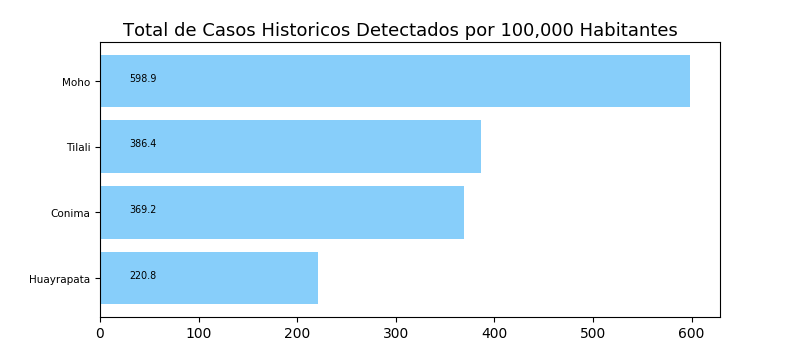 Total de Casos Historicos Detectados por 100,000 Habitantes
Moho 598.9
Tilali 386.4
Conima 369.2
Huayrapata 220.8
0 100 200 300 400 500 600